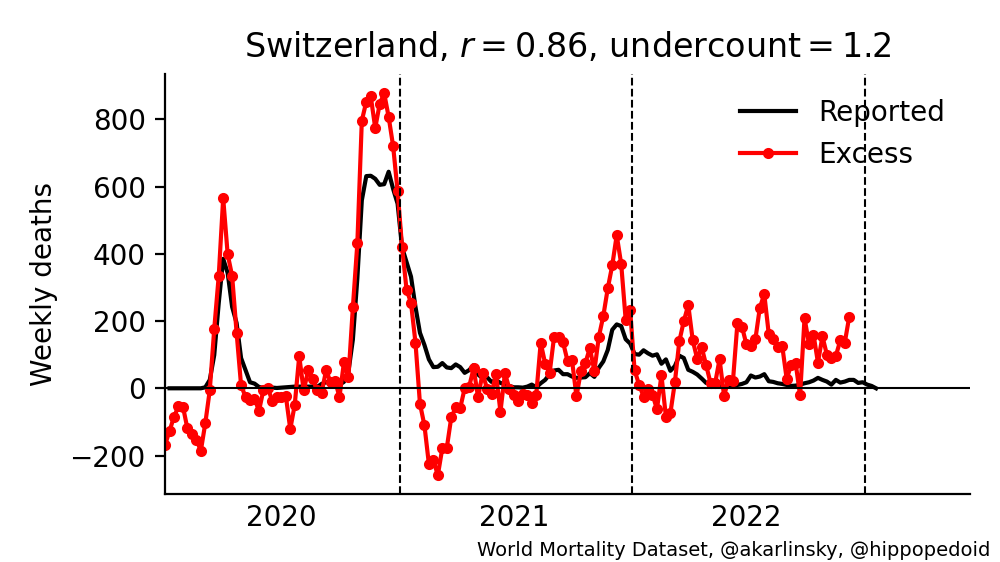 Switzerland, r = 0.86, undercount = 1.2
Weekly deaths
800
600
400
200
0
−200
Reported
Excess
2020
2021
2022
World Mortality Dataset, @akarlinsky, @hippopedoid